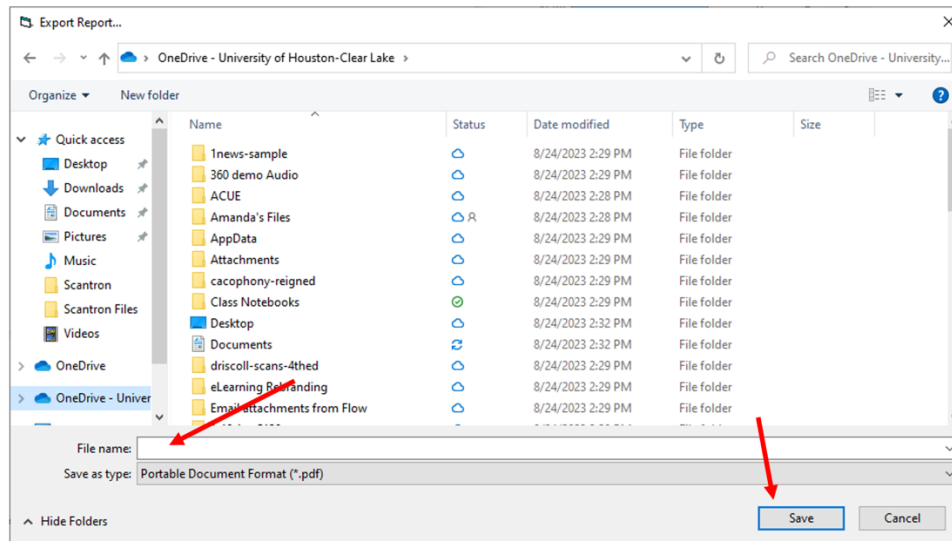 Export Report...
OneDrive - University of Houston-Clear Lake
Search OneDrive - University...
Organize New folder ?
Name Status Date modified Type Size
Quick access
Desktop
Downloads
Documents
Pictures
Music
Scantron
Scantron Files
Videos
OneDrive
OneDrive - Univer
1news-sample 8/24/2023 2:29 PM File folder
360 demo Audio 8/24/2023 2:29 PM File folder
ACUE 8/24/2023 2:28 PM File folder
Amanda's Files 8/24/2023 2:28 PM File folder
AppData 8/24/2023 2:29 PM File folder
Attachments 8/24/2023 2:29 PM File folder
cacophony-reigned 8/24/2023 2:29 PM File folder
Class Notebooks 8/24/2023 2:29 PM File folder
Desktop 8/24/2023 2:32 PM File folder
Documents 8/24/2023 2:32 PM File folder
driscoll-scans-4thed 8/24/2023 2:29 PM File folder
eLearning Rebranding 8/24/2023 2:29 PM File folder
Email attachments from Flow 8/24/2023 2:29 PM File folder
File name:
Save as type: Portable Document Format (*.pdf)
Hide Folders Save Cancel